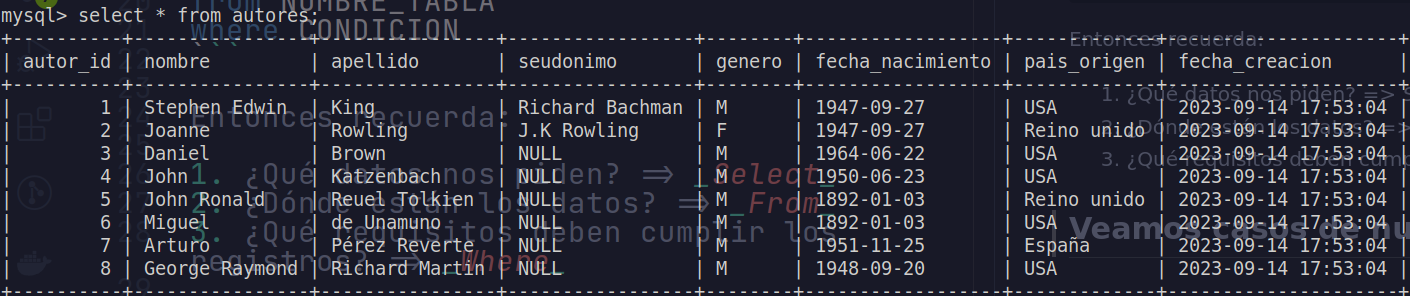 from NOMBRE_TABLA
mysql> select * from autores;
where CONDICION
```
+----------+----------------+----------------+-----------------+--------+------------------+--------------+---------------------+
Entonces recuerda:
| autor_id | nombre | apellido | seudonimo | genero | fecha_nacimiento | pais_origen | fecha_creacion |
+----------+----------------+----------------+-----------------+--------+------------------+--------------+---------------------+
1. ¿Qué datos nos piden? => S
| 1 | Stephen Edwin | King | Richard Bachman | M | 1947-09-27 | USA | 2023-09-14 17:53:04 |
Entonces recuerda:
| 2 | Joanne | Rowling | J.K Rowling | F | 1947-09-27 | Reino unido | 2023-09-14 17:53:04 |
2. ¿Dónde están los datos? =>
| 3 | Daniel | Brown | NULL | M | 1964-06-22 | USA | 2023-09-14 17:53:04 |
3. ¿Qué requisitos deben cump
| 4 | John | Katzenbach | NULL | M | 1950-06-23 | USA | 2023-09-14 17:53:04 |
1. ¿Qué datos nos piden? => _Select_
| 5 | John Ronald | Reuel Tolkien | NULL | M | 1892-01-03 | Reino unido | 2023-09-14 17:53:04 |
2. ¿Dónde están los datos? => _From_
| 6 | Miguel | de Unamuno | NULL | M | 1892-01-03 | USA | 2023-09-14 17:53:04 |
3. ¿Qué requisitos deben cumplir los
Veamos casos de nu
| 7 | Arturo | Pérez Reverte | NULL | M | 1951-11-25 | España | 2023-09-14 17:53:04 |
registros? => _Where_
| 8 | George Raymond | Richard Martin | NULL | M | 1948-09-20 | USA | 2023-09-14 17:53:04 |
+----------+----------------+----------------+-----------------+--------+------------------+--------------+---------------------+